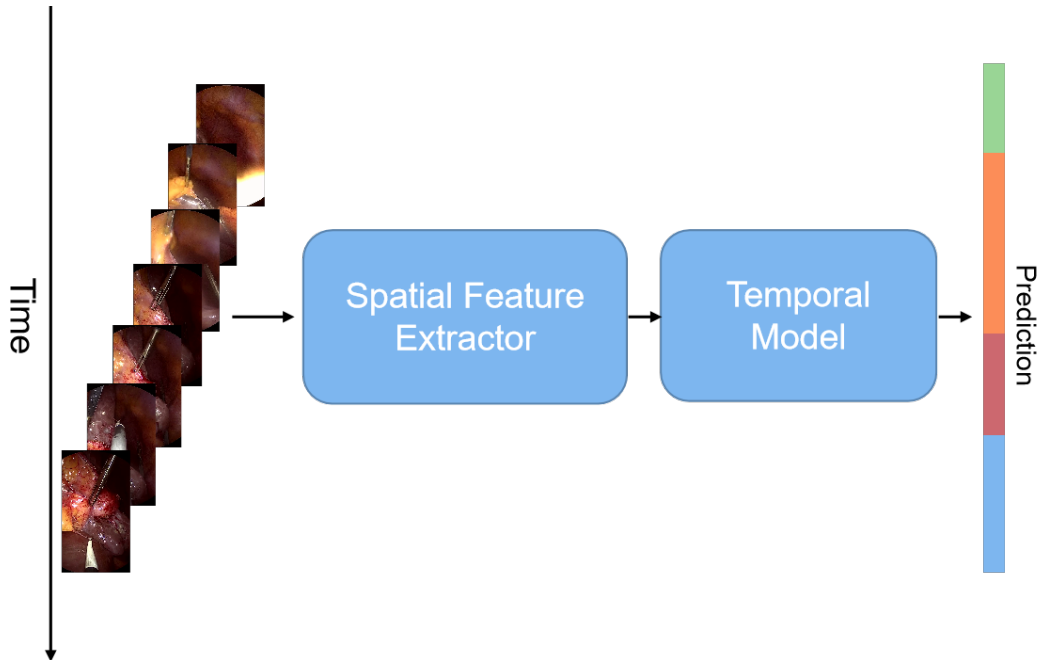 Time
Spatial Feature
Extractor
Temporal
Model
Prediction